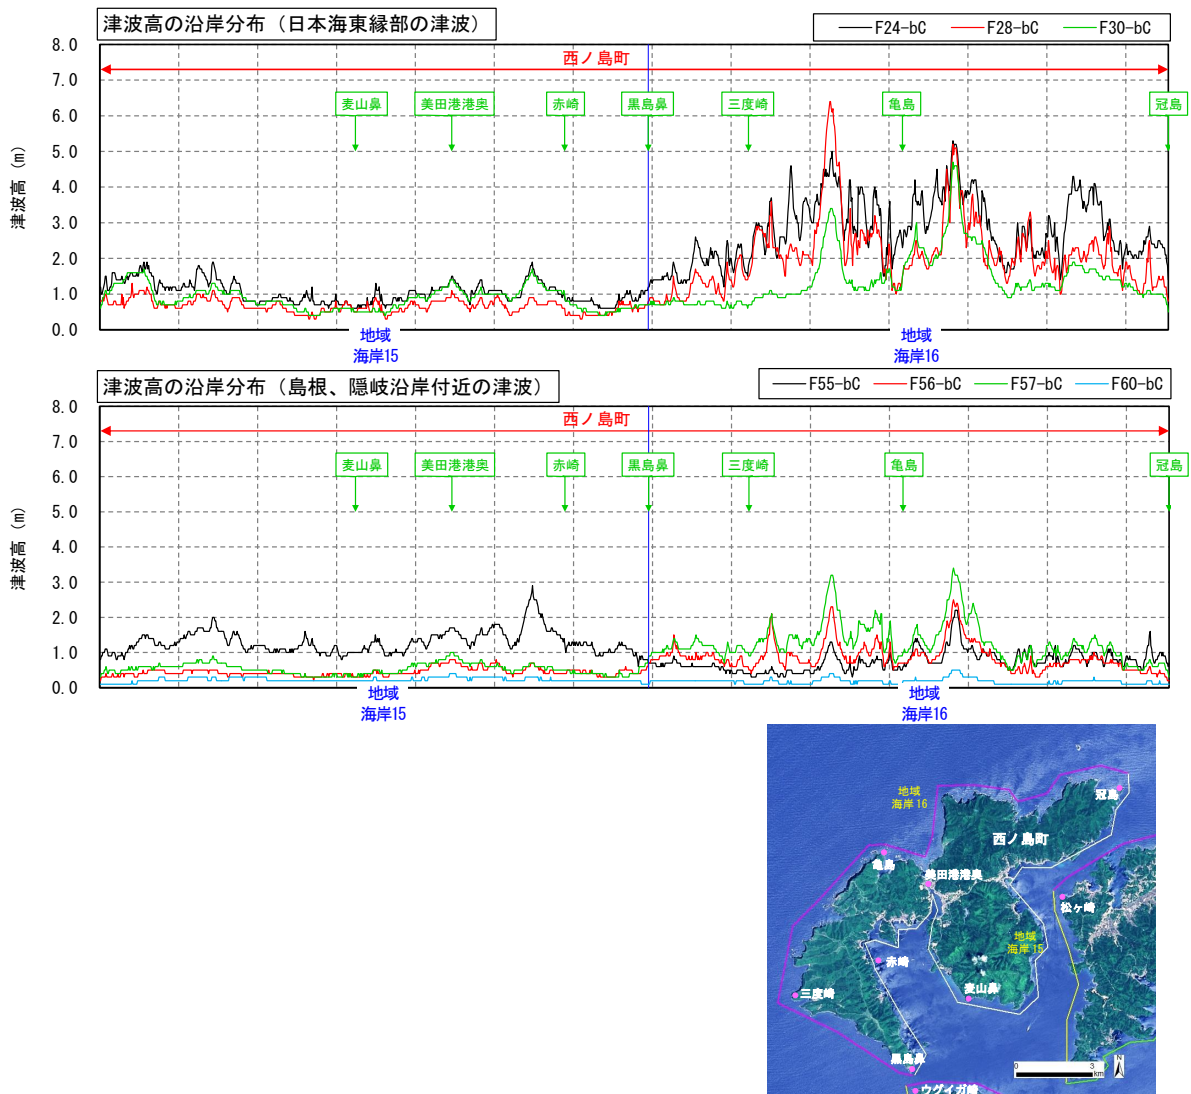 津波高の沿岸分布（日本海東縁部の津波）
F24-bC F28-bC F30-bC
8.0
7.0
6.0
5.0
4.0
3.0
2.0
1.0
0.0
津波高（m）
西ノ島町
麦山鼻 美田港港奥 赤崎 黒島鼻 三度崎 亀島 冠島
地域
海岸15
地域
海岸16
津波高の沿岸分布（島根、隠岐沿岸付近の津波）
F55-bC F56-bC F57-bC F60-bC
8.0
7.0
6.0
5.0
4.0
3.0
2.0
1.0
0.0
津波高（m）
西ノ島町
麦山鼻 美田港港奥 赤崎 黒島鼻 三度崎 亀島 冠島
地域
海岸15
地域
海岸16
地域
海岸16
冠島
西ノ島町
亀島
美田港港奥
松ヶ崎
地域
海岸15
赤崎
三度崎
麦山鼻
黒島鼻
N
0 3
km
ウグイガ崎